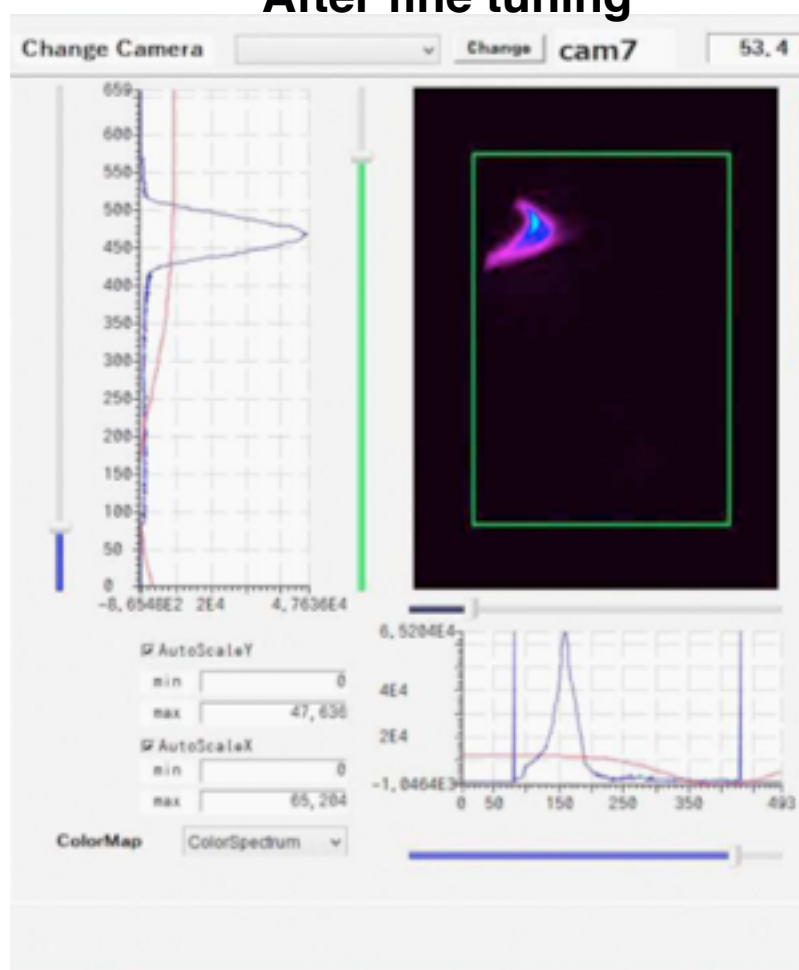 After fine tuning
Change Camera Change cam7 53.4
659
600
550
500
450
400
350
300
250
200
150
100
50
0
-8,6548E2 2E4 4,7636E4
AutoScaleY
min 0
max 47,636
AutoScaleX
min 0
max 65,204
ColorMap ColorSpectrum
6,5204E4
4E4
2E4
-1,0464E3
0 50 150 250 350 493